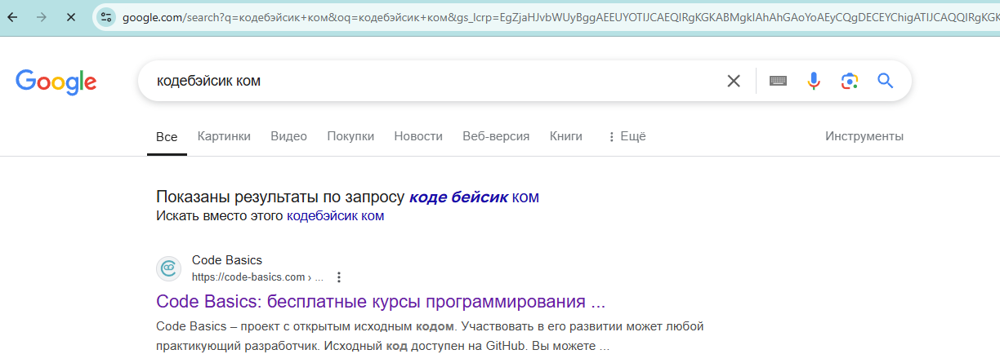 google.com/search?q=кодебэйсик+ком&oq=кодебэйсик+ком&gs_lcrp=EgZjaHJvbWUyBggAEEUYOTIJCAEQIRgKGKABMgkIAhAhGAoYoAEyCQgDECEYChigATIJCAQQIRgKGK
Google
кодебэйсик ком
Все Картинки Видео Покупки Новости Веб-версия Книги Ещё Инструменты
Показаны результаты по запросу коде бейсик ком
Искать вместо этого кодебэйсик ком
Code Basics
https://code-basics.com › ...
Code Basics: бесплатные курсы программирования ...
Code Basics – проект с открытым исходным кодом. Участвовать в его развитии может любой
практикующий разработчик. Исходный код доступен на GitHub. Вы можете ...